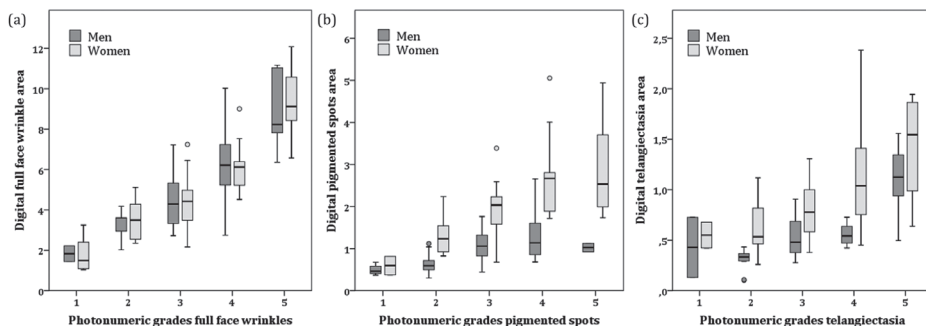 (a)
Men
Women
Digital full face wrinkle area
12
10
8
6
4
2
0
1 2 3 4 5
Photonumeric grades full face wrinkles
(b)
Men
Women
Digital pigmented spots area
6
5
4
3
2
1
0
1 2 3 4 5
Photonumeric grades pigmented spots
(c)
Men
Women
Digital telangiectasia area
2,5
2,0
1,5
1,0
,5
,0
1 2 3 4 5
Photonumeric grades telangiectasia